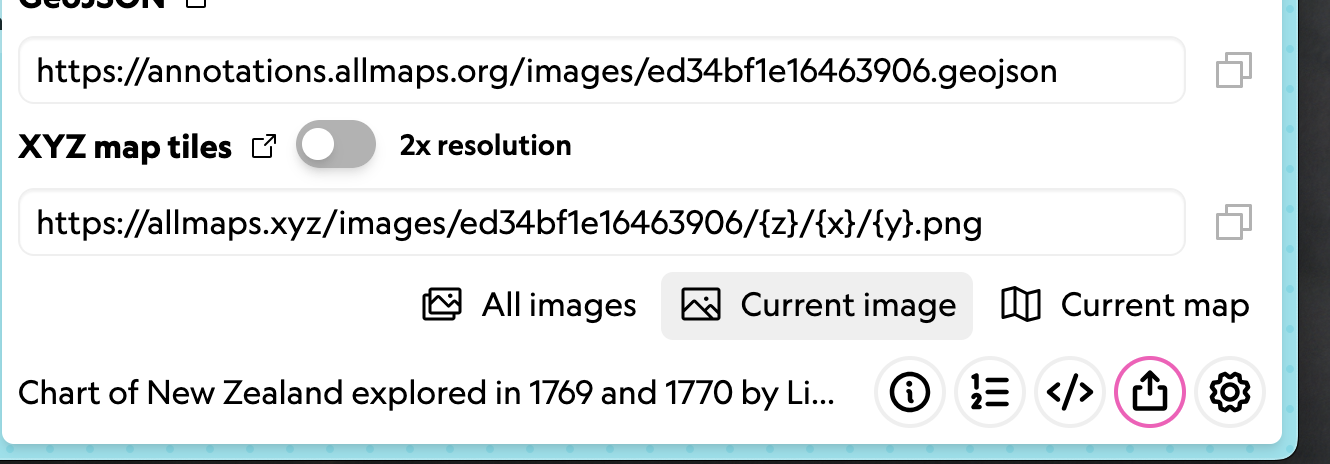 GeoJSON
https://annotations.allmaps.org/images/ed34bf1e16463906.geojson
XYZ map tiles 2x resolution
https://allmaps.xyz/images/ed34bf1e16463906/{z}/{x}/{y}.png
All images Current image Current map
Chart of New Zealand explored in 1769 and 1770 by Li...